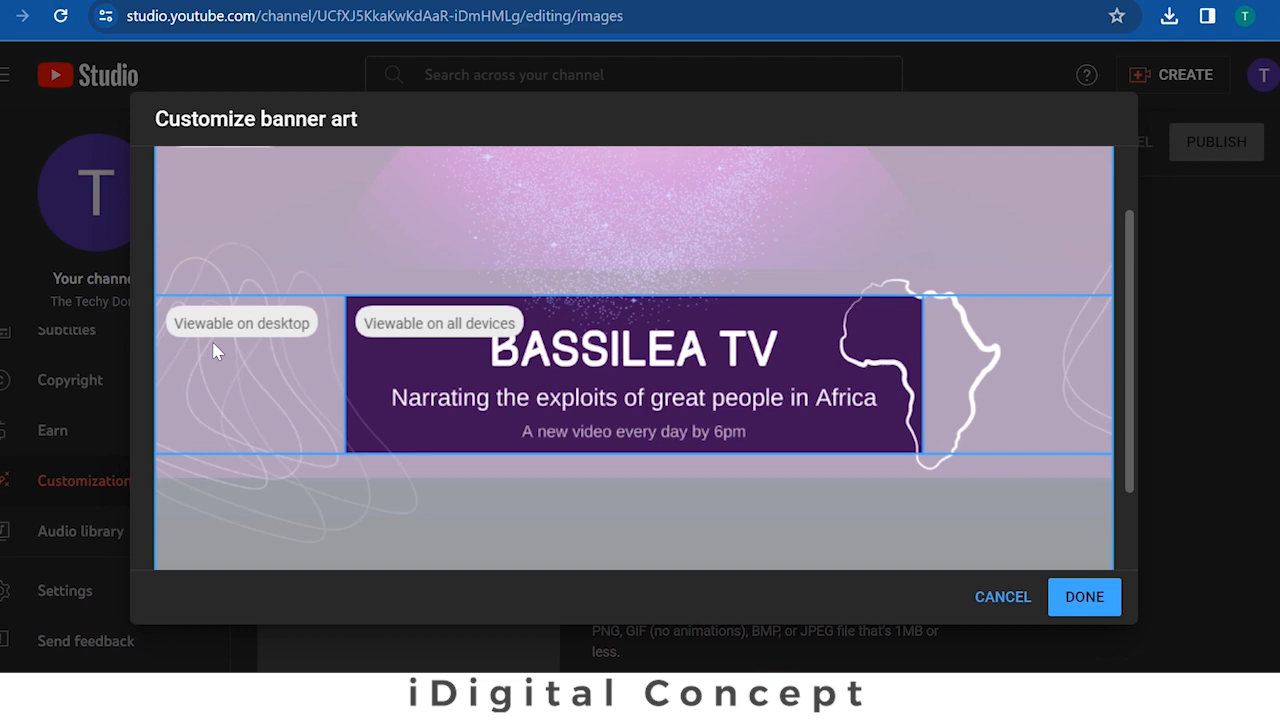 studio.youtube.com/channel/UCfXJ5KkaKwKdAaR-iDmHMLg/editing/images
T
Studio
Search across your channel
CREATE
T
Customize banner art
PUBLISH
T
Your channe
The Techy Dor
Subtitles
Copyright
Earn
Customization
Audio library
Settings
Send feedback
Viewable on desktop
Viewable on all devices
BASSILEA TV
Narrating the exploits of great people in Africa
A new video every day by 6pm
CANCEL
DONE
PNG, GIF (no animations), BMP, or JPEG file that's 1MB or
less.
iDigital Concept